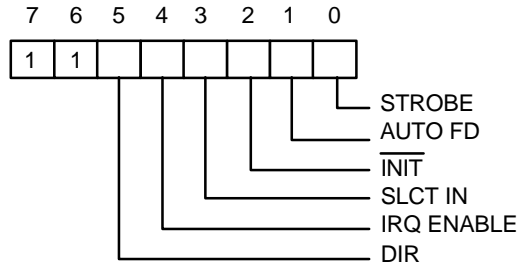 7 6 5 4 3 2 1 0
1 1
STROBE
AUTO FD
INIT
SLCT IN
IRQ ENABLE
DIR